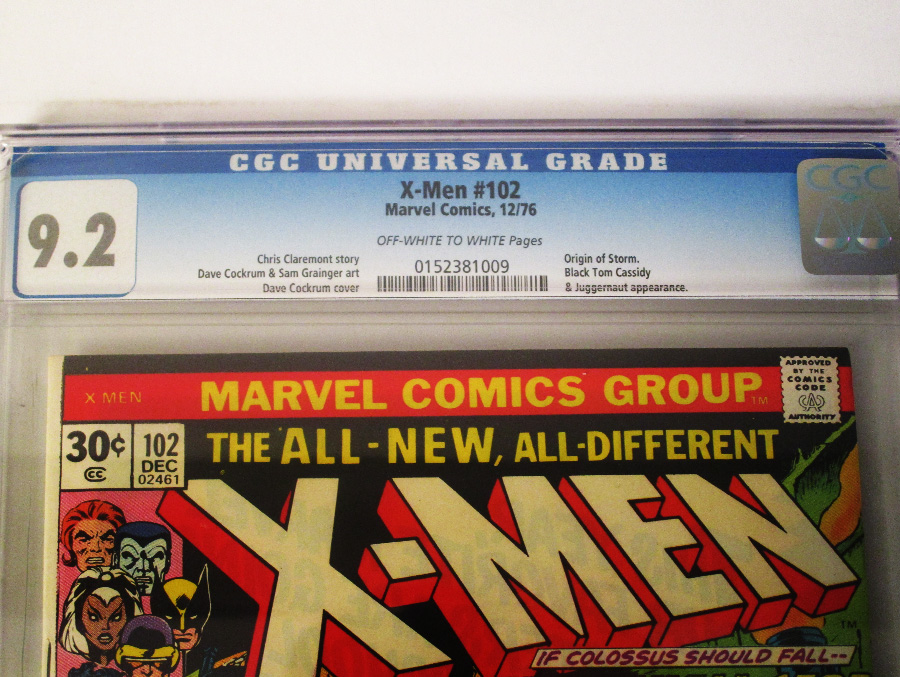 CGC UNIVERSAL GRADE
9.2
X-Men #102
Marvel Comics, 12/76
OFF-WHITE TO WHITE Pages
Chris Claremont story
Dave Cockrum & Sam Grainger art
Dave Cockrum cover
0152381009
Origin of Storm.
Black Tom Cassidy
& Juggernaut appearance.
CGC
X MEN
MARVEL COMICS GROUP TM
APPROVED
BY THE
COMICS
CODE
AUTHORITY
30¢
CC
102
DEC
02461
THE ALL-NEW, ALL-DIFFERENT
X-MEN
TM
IF COLOSSUS SHOULD FALL--